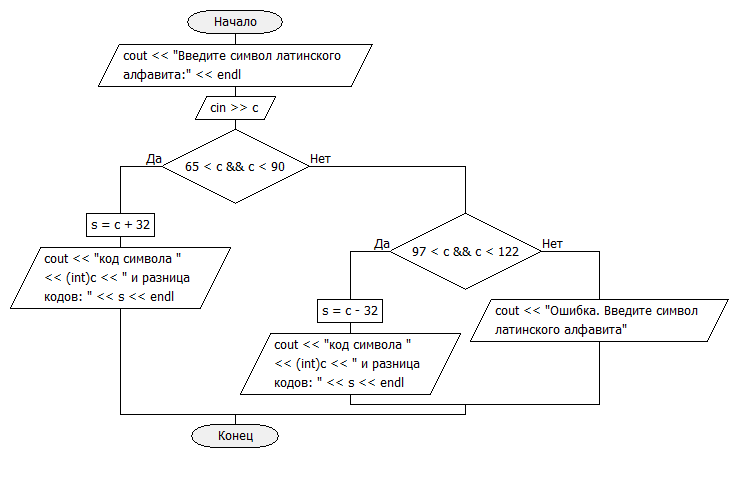 Начало
cout << "Введите символ латинского
алфавита:" << endl
cin >> c
65 < c && c < 90
Да
Нет
s = c + 32
cout << "код символа "
<< (int)c << " и разница
кодов: " << s << endl
97 < c && c < 122
Да
Нет
s = c - 32
cout << "код символа "
<< (int)c << " и разница
кодов: " << s << endl
cout << "Ошибка. Введите символ
латинского алфавита"
Конец